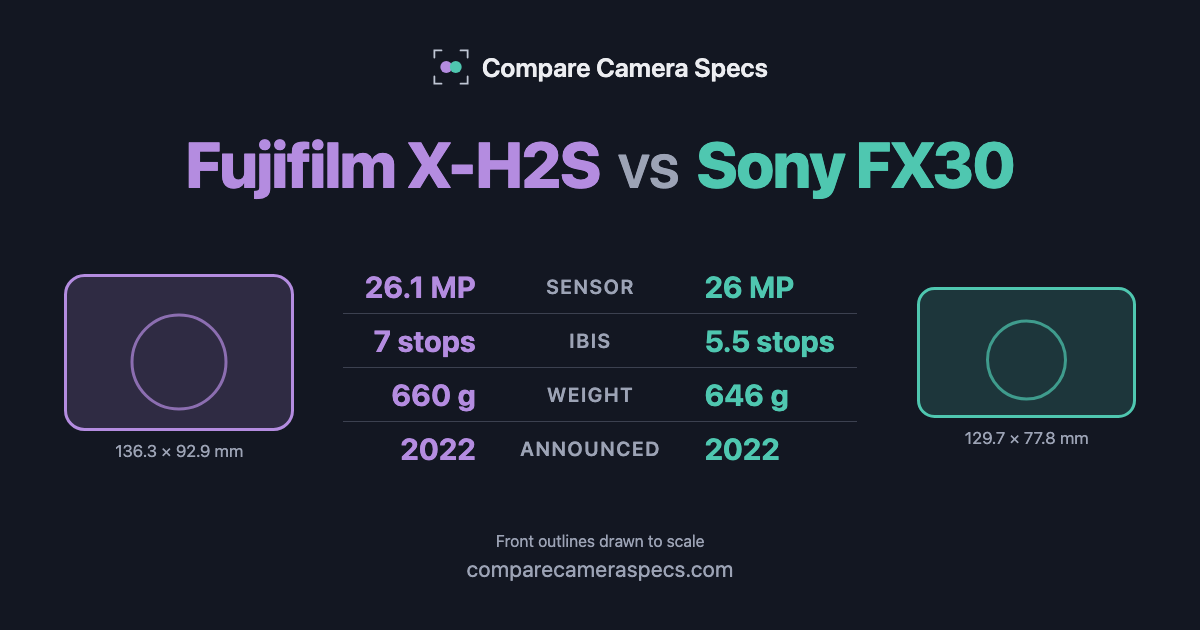 Compare Camera Specs
Fujifilm X-H2S vs Sony FX30
26.1 MP SENSOR 26 MP
7 stops IBIS 5.5 stops
660 g WEIGHT 646 g
2022 ANNOUNCED 2022
136.3 × 92.9 mm
129.7 × 77.8 mm
Front outlines drawn to scale
comparecameraspecs.com